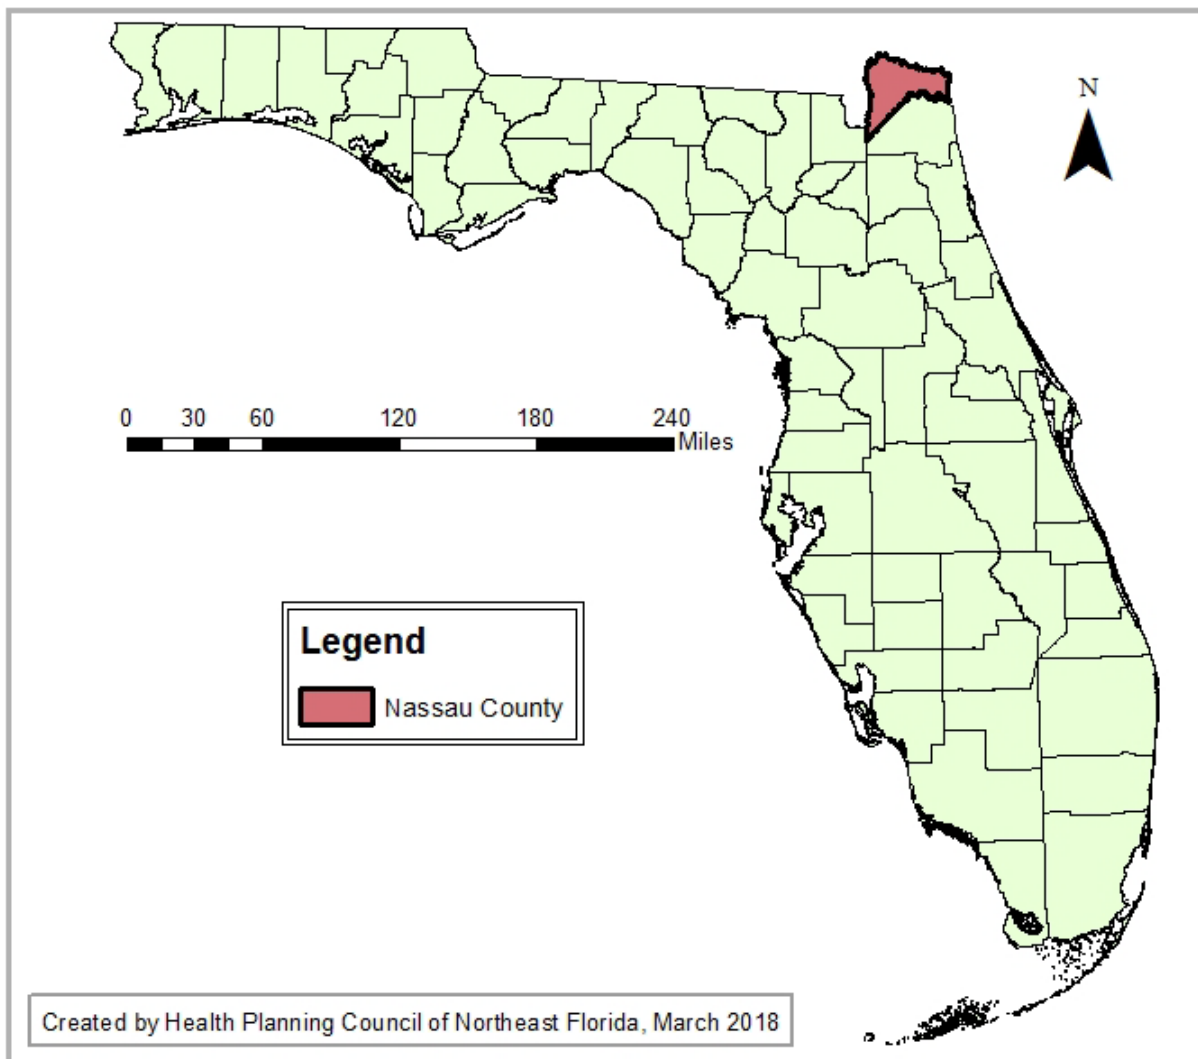 N
0 30 60 120 180 240
Miles
Legend
Nassau County
Created by Health Planning Council of Northeast Florida, March 2018